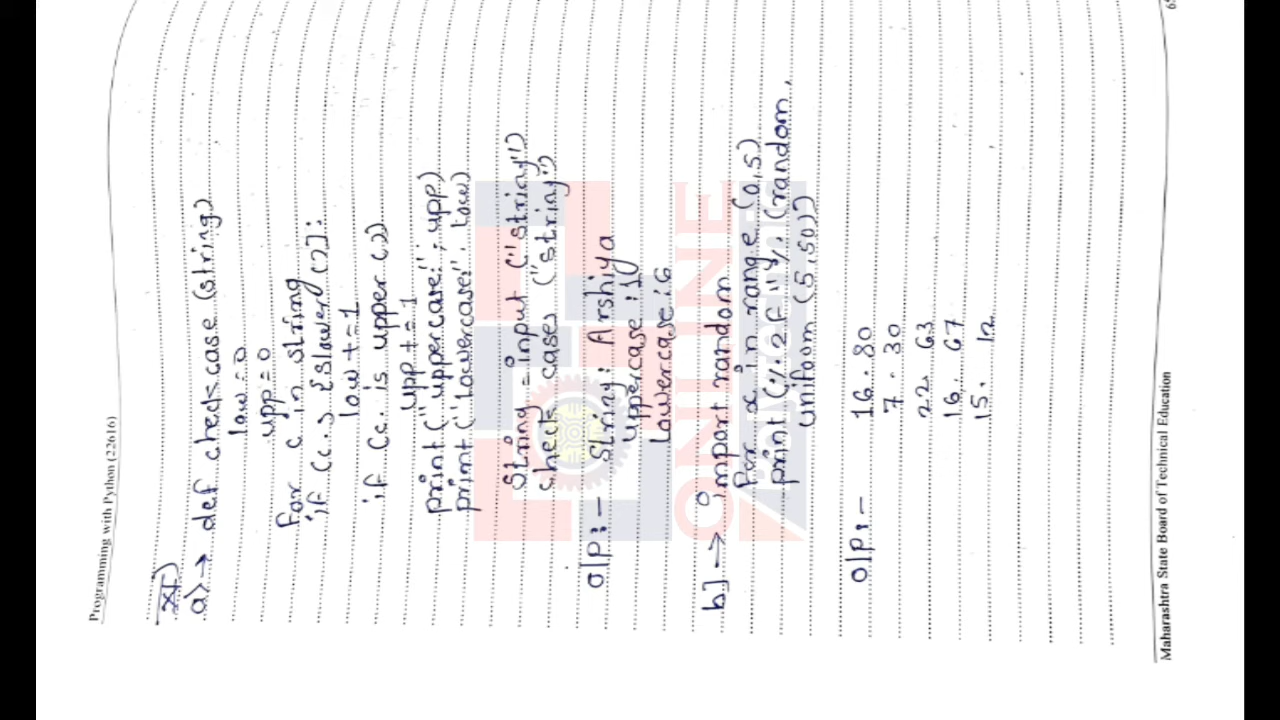 Programming with Python (22616)
XI)
a) → def checkcase (string)
low = 0
upp = 0
For c in string
if (c.s {slower()]:
low += 1
if (c. is upper (.)
upp += 1
print ("uppercase:", upp)
print ("lowercase:", low)
String = input ("string")
check cases ("string")
o/p :- String : Arshiya
Uppercase : 1
Lowercase : 6
b] → import random
For x in range (0,5)
print (%.2f "%. (random.
uniform (5,50))
o/p :- 16.80
7.30
22.63
16.67
15.12
Maharashtra State Board of Technical Education
ONLINE